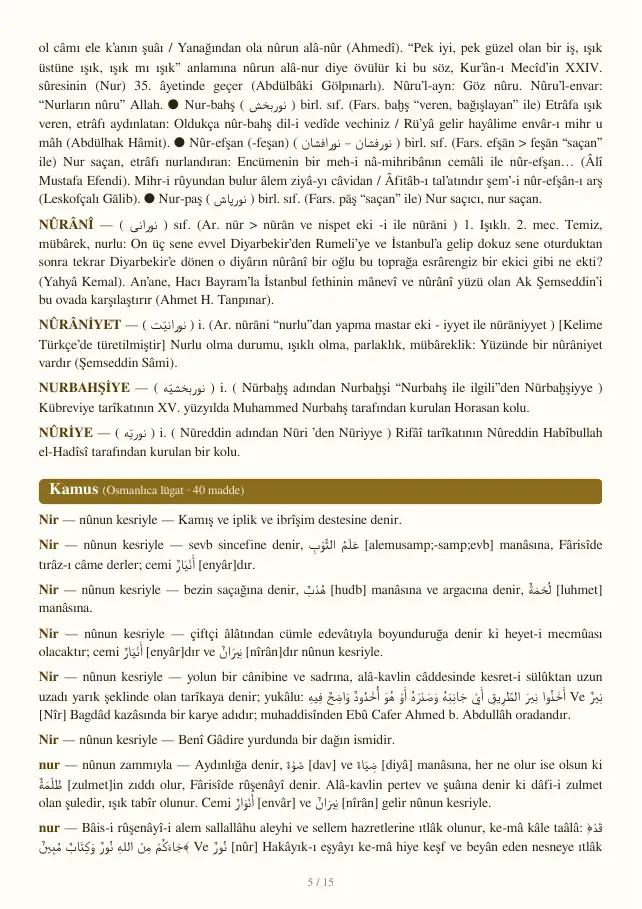 ol câmı ele k’anın şuâı / Yanağından ola nûrun alâ-nûr (Ahmedî). “Pek iyi, pek güzel olan bir iş, ışık
üstüne ışık, ışık mı ışık” anlamına nûrun alâ-nur diye övülür ki bu söz, Kur’ân-ı Mecîd’in XXIV.
sûresinin (Nur) 35. âyetinde geçer (Abdülbâki Gölpınarlı). Nûru’l-ayn: Göz nûru. Nûru’l-envar:
“Nurların nûru” Allah. ● Nur-bahş ( نوربخش ) birl. sıf. (Fars. baḫş “veren, bağışlayan” ile) Etrâfa ışık
veren, etrafı aydınlatan: Oldukça nûr-bahş dil-i vedîde vechiniz / Rü’yâ gelir hayâlime envâr-ı mihr u
mâh (Abdülhak Hâmit). ● Nûr-efşan (-feşan) ( نورافشان – نورفشان ) birl. sıf. (Fars. efşān > feşān “saçan”
ile) Nur saçan, etrafı nurlandıran: Encümenin bir meh-i nâ-mihribânın cemâli ile nûr-efşan… (Âlî
Mustafa Efendi). Mihr-i rûyundan bulur âlem ziyâ-yı câvidan / Âfitâb-ı tal’atındır şem’-i nûr-efşân-ı arş
(Leskofçalı Gālib). ● Nur-paş ( نورپاش ) birl. sıf. (Fars. pāş “saçan” ile) Nur saçıcı, nur saçan.
NÛRÂNÎ — ( نورانى ) sıf. (Ar. nūr > nūrān ve nispet eki -і ile nūrāni ) 1. Işıklı. 2. mec. Temiz,
mübârek, nurlu: On üç sene evvel Diyarbekir’den Rumeli’ye ve İstanbul’a gelip dokuz sene oturduktan
sonra tekrar Diyarbekir’e dönen o diyârın nûrânî bir oğlu bu toprağa esrârengiz bir ekici gibi ne ekti?
(Yahyâ Kemal). An’ane, Hacı Bayram’la İstanbul fethinin mânevî ve nûrânî yüzü olan Ak Şemseddin’i
bu ovada karşılaştırır (Ahmet H. Tanpınar).
NÛRÂNİYET — ( نورانيّت ) i. (Ar. nūrāni “nurlu”dan yapma mastar eki - iyyet ile nūrāniyyet ) [Kelime
Türkçe’de türetilmiştir] Nurlu olma durumu, ışıklı olma, parlaklık, mübâreklik: Yüzünde bir nûrâniyet
vardır (Şemseddin Sâmi).
NURBAHŞİYE — ( نوربخشيّه ) i. ( Nūrbaḫş adından Nurbaḫşі “Nurbahş ile ilgili”den Nūrbaḫşiyye )
Kübreviye tarîkatının XV. yüzyılda Muhammed Nurbahş tarafından kurulan Horasan kolu.
NÛRİYE — ( نوريّه ) i. ( Nūreddin adından Nūri ’den Nūriyye ) Rifâî tarîkatının Nûreddin Habîbullah
el-Hadîsî tarafından kurulan bir kolu.
Kamus (Osmanlıca lügat · 40 madde)
Nir — nûnun kesriyle — Kamış ve iplik ve ibrîşim destesine denir.
Nir — nûnun kesriyle — sevb sincefine denir, عَلَمُ الثَّوْبِ [alemusamp;-samp;evb] manâsına, Fârisîde
tırâz-ı câme derler; cemi أَنْيَارٌ [enyâr]dır.
Nir — nûnun kesriyle — bezin saçağına denir, هُدْبٌ [hudb] manâsına ve argacına denir, لُحْمَةٌ [luhmet]
manâsına.
Nir — nûnun kesriyle — çiftçi âlâtından cümle edevâtıyla boyunduruğa denir ki heyet-i mecmûası
olacaktır; cemi أَنْيَارٌ [enyâr]dır ve نِيرَانٌ [nîrân]dır nûnun kesriyle.
Nir — nûnun kesriyle — yolun bir cânibine ve sadrına, alâ-kavlin câddesinde kesret-i sülûktan uzun
uzadı yarık şeklinde olan tarîkaya denir; yukâlu: أَخَذُوا نِيرَ الطَّرِيقِ أَيْ جَانِبَهُ وَصَدْرَهُ أَوْ هُوَ أُخْدُودٌ وَاضِحٌ فِيهِ Ve نِيرٌ
[Nîr] Bagdâd kazâsında bir karye adıdır; muhaddisînden Ebû Cafer Ahmed b. Abdullâh oradandır.
Nir — nûnun kesriyle — Benî Gâdire yurdunda bir dağın ismidir.
nur — nûnun zammıyla — Aydınlığa denir, ضَوْءٌ [dav] ve ضِيَاءٌ [diyâ] manâsına, her ne olur ise olsun ki
ظُلْمَةٌ [zulmet]in zıddı olur, Fârisîde rûşenâyî denir. Alâ-kavlin pertev ve şuâına denir ki dâfi-i zulmet
olan şuledir, ışık tabîr olunur. Cemi أَنْوَارٌ [envâr] ve نِيرَانٌ [nîrân] gelir nûnun kesriyle.
nur — Bâis-i rûşenâyî-i alem sallallâhu aleyhi ve sellem hazretlerine ıtlâk olunur, ke-mâ kâle taâlâ: ﴿قَدْ
جَاءَكُمْ مِنَ اللهِ نُورٌ وَكِتَابٌ مُبِينٌ﴾ Ve نُورٌ [nûr] Hakâyık-ı eşyâyı ke-mâ hiye keşf ve beyân eden nesneye ıtlâk
5 / 15